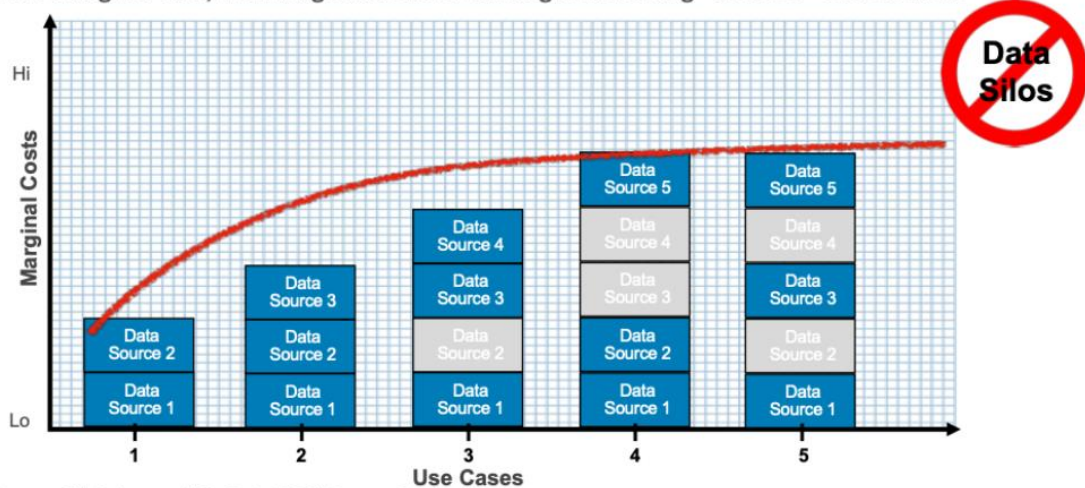 Data
Silos
Hi
Marginal Costs
Lo
Data
Source 2
Data
Source 1
Data
Source 3
Data
Source 2
Data
Source 1
Data
Source 4
Data
Source 3
Data
Source 2
Data
Source 1
Data
Source 5
Data
Source 4
Data
Source 3
Data
Source 2
Data
Source 1
Data
Source 5
Data
Source 4
Data
Source 3
Data
Source 2
Data
Source 1
1
2
3
4
5
Use Cases